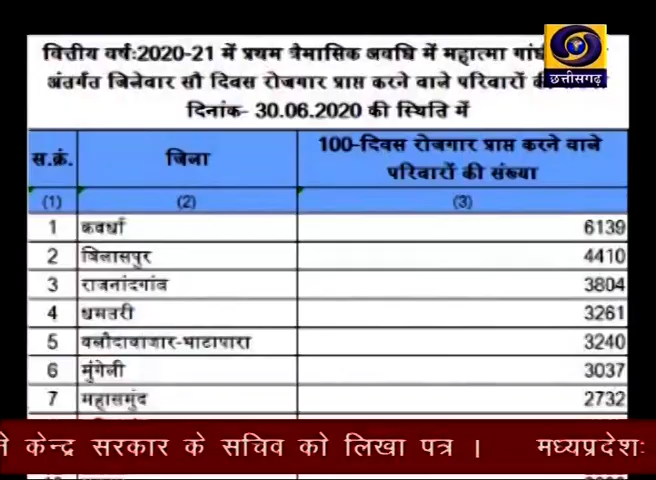 छत्तीसगढ़
वित्तीय वर्ष:2020-21 में प्रथम त्रैमासिक अवधि में महात्मा
अंतर्गत जिलेवार सौ दिवस रोजगार प्राप्त करने वाले परिवारों
दिनांक- 30.06.2020 की स्थिति में
स.क्रं. जिला 100-दिवस रोजगार प्राप्त करने वाले
परिवारों की संख्या
(1) (2) (3)
1 कवर्धा 6139
2 बिलासपुर 4410
3 राजनांदगांव 3804
4 धमतरी 3261
5 बलौदाबाजार-भाटापारा 3240
6 मुंगेली 3037
7 महासमुंद 2732
केन्द्र सरकार के सचिव को लिखा पत्र । मध्यप्रदेश: